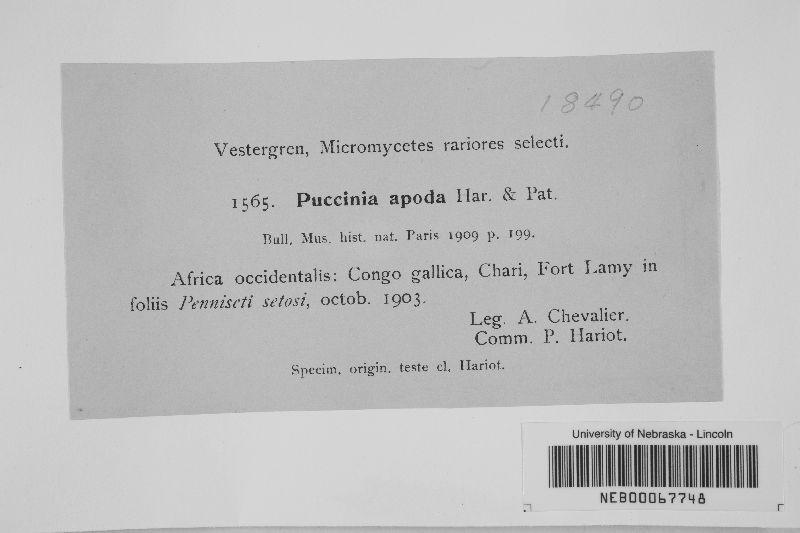 18490
Vestergren, Micromycetes rariores selecti.
1565. Puccinia apoda Har. & Pat.
Bull. Mus. hist. nat. Paris 1909 p. 199.
Africa occidentalis: Congo gallica, Chari, Fort Lamy in
foliis Penniseti setosi, octob. 1903.
Leg. A. Chevalier.
Comm. P. Hariot.
Specim. origin. teste cl. Hariot.
University of Nebraska - Lincoln
NEB00067748